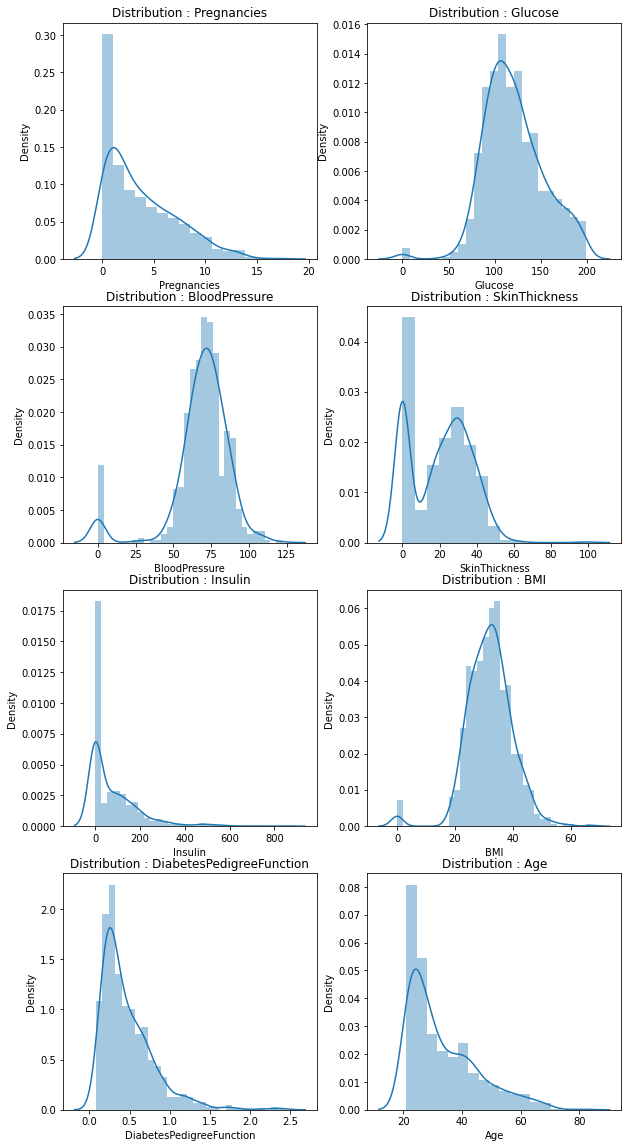 Distribution : Pregnancies
0.30
0.25
0.20
0.15
0.10
0.05
0.00
Density
0 5 10 15 20
Pregnancies
Distribution : Glucose
0.016
0.014
0.012
0.010
0.008
0.006
0.004
0.002
0.000
Density
0 50 100 150 200
Glucose
Distribution : BloodPressure
0.035
0.030
0.025
0.020
0.015
0.010
0.005
0.000
Density
0 25 50 75 100 125
BloodPressure
Distribution : SkinThickness
0.04
0.03
0.02
0.01
0.00
Density
0 20 40 60 80 100
SkinThickness
Distribution : Insulin
0.0175
0.0150
0.0125
0.0100
0.0075
0.0050
0.0025
0.0000
Density
0 200 400 600 800
Insulin
Distribution : BMI
0.06
0.05
0.04
0.03
0.02
0.01
0.00
Density
0 20 40 60
BMI
Distribution : DiabetesPedigreeFunction
2.0
1.5
1.0
0.5
0.0
Density
0.0 0.5 1.0 1.5 2.0 2.5
DiabetesPedigreeFunction
Distribution : Age
0.08
0.07
0.06
0.05
0.04
0.03
0.02
0.01
0.00
Density
20 40 60 80
Age